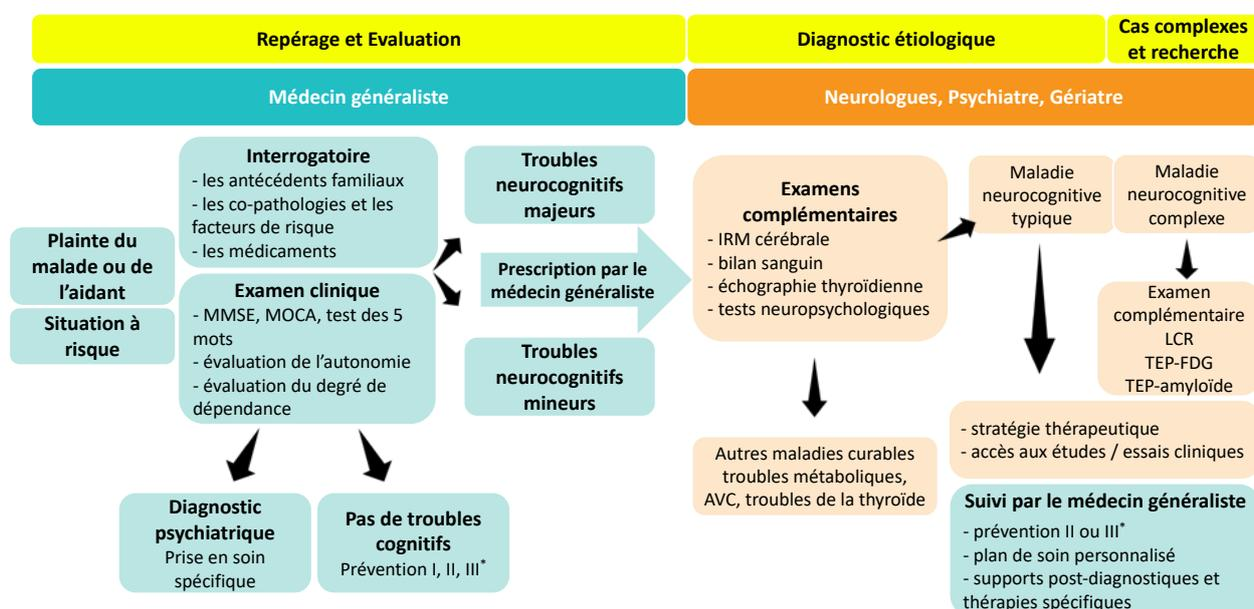 Repérage et Evaluation
Diagnostic étiologique
Cas complexes
et recherche
Médecin généraliste
Neurologues, Psychiatre, Gériatre
Plainte du
malade ou de
l’aidant
Situation à
risque
Interrogatoire
- les antécédents familiaux
- les co-pathologies et les
facteurs de risque
- les médicaments
Examen clinique
- MMSE, MOCA, test des 5
mots
- évaluation de l’autonomie
- évaluation du degré de
dépendance
Diagnostic
psychiatrique
Prise en soin
spécifique
Pas de troubles
cognitifs
Prévention I, II, III*
Troubles
neurocognitifs
majeurs
Prescription par le
médecin généraliste
Troubles
neurocognitifs
mineurs
Examens
complémentaires
- IRM cérébrale
- bilan sanguin
- échographie thyroïdienne
- tests neuropsychologiques
Autres maladies curables
troubles métaboliques,
AVC, troubles de la thyroïde
Maladie
neurocognitive
typique
Maladie
neurocognitive
complexe
Examen
complémentaire
LCR
TEP-FDG
TEP-amyloïde
- stratégie thérapeutique
- accès aux études / essais cliniques
Suivi par le médecin généraliste
- prévention II ou III*
- plan de soin personnalisé
- supports post-diagnostiques et
thérapies spécifiques